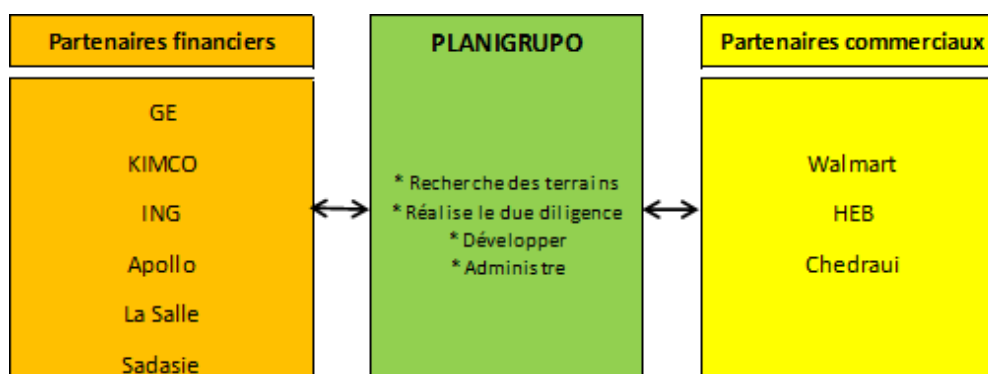 Partenaires financiers
GE
KIMCO
ING
Apollo
La Salle
Sadasie
PLANIGRUPO
* Recherche des terrains
*Réalise le due diligence
* Développer
* Administre
Partenaires commerciaux
Walmart
HEB
Chedraui